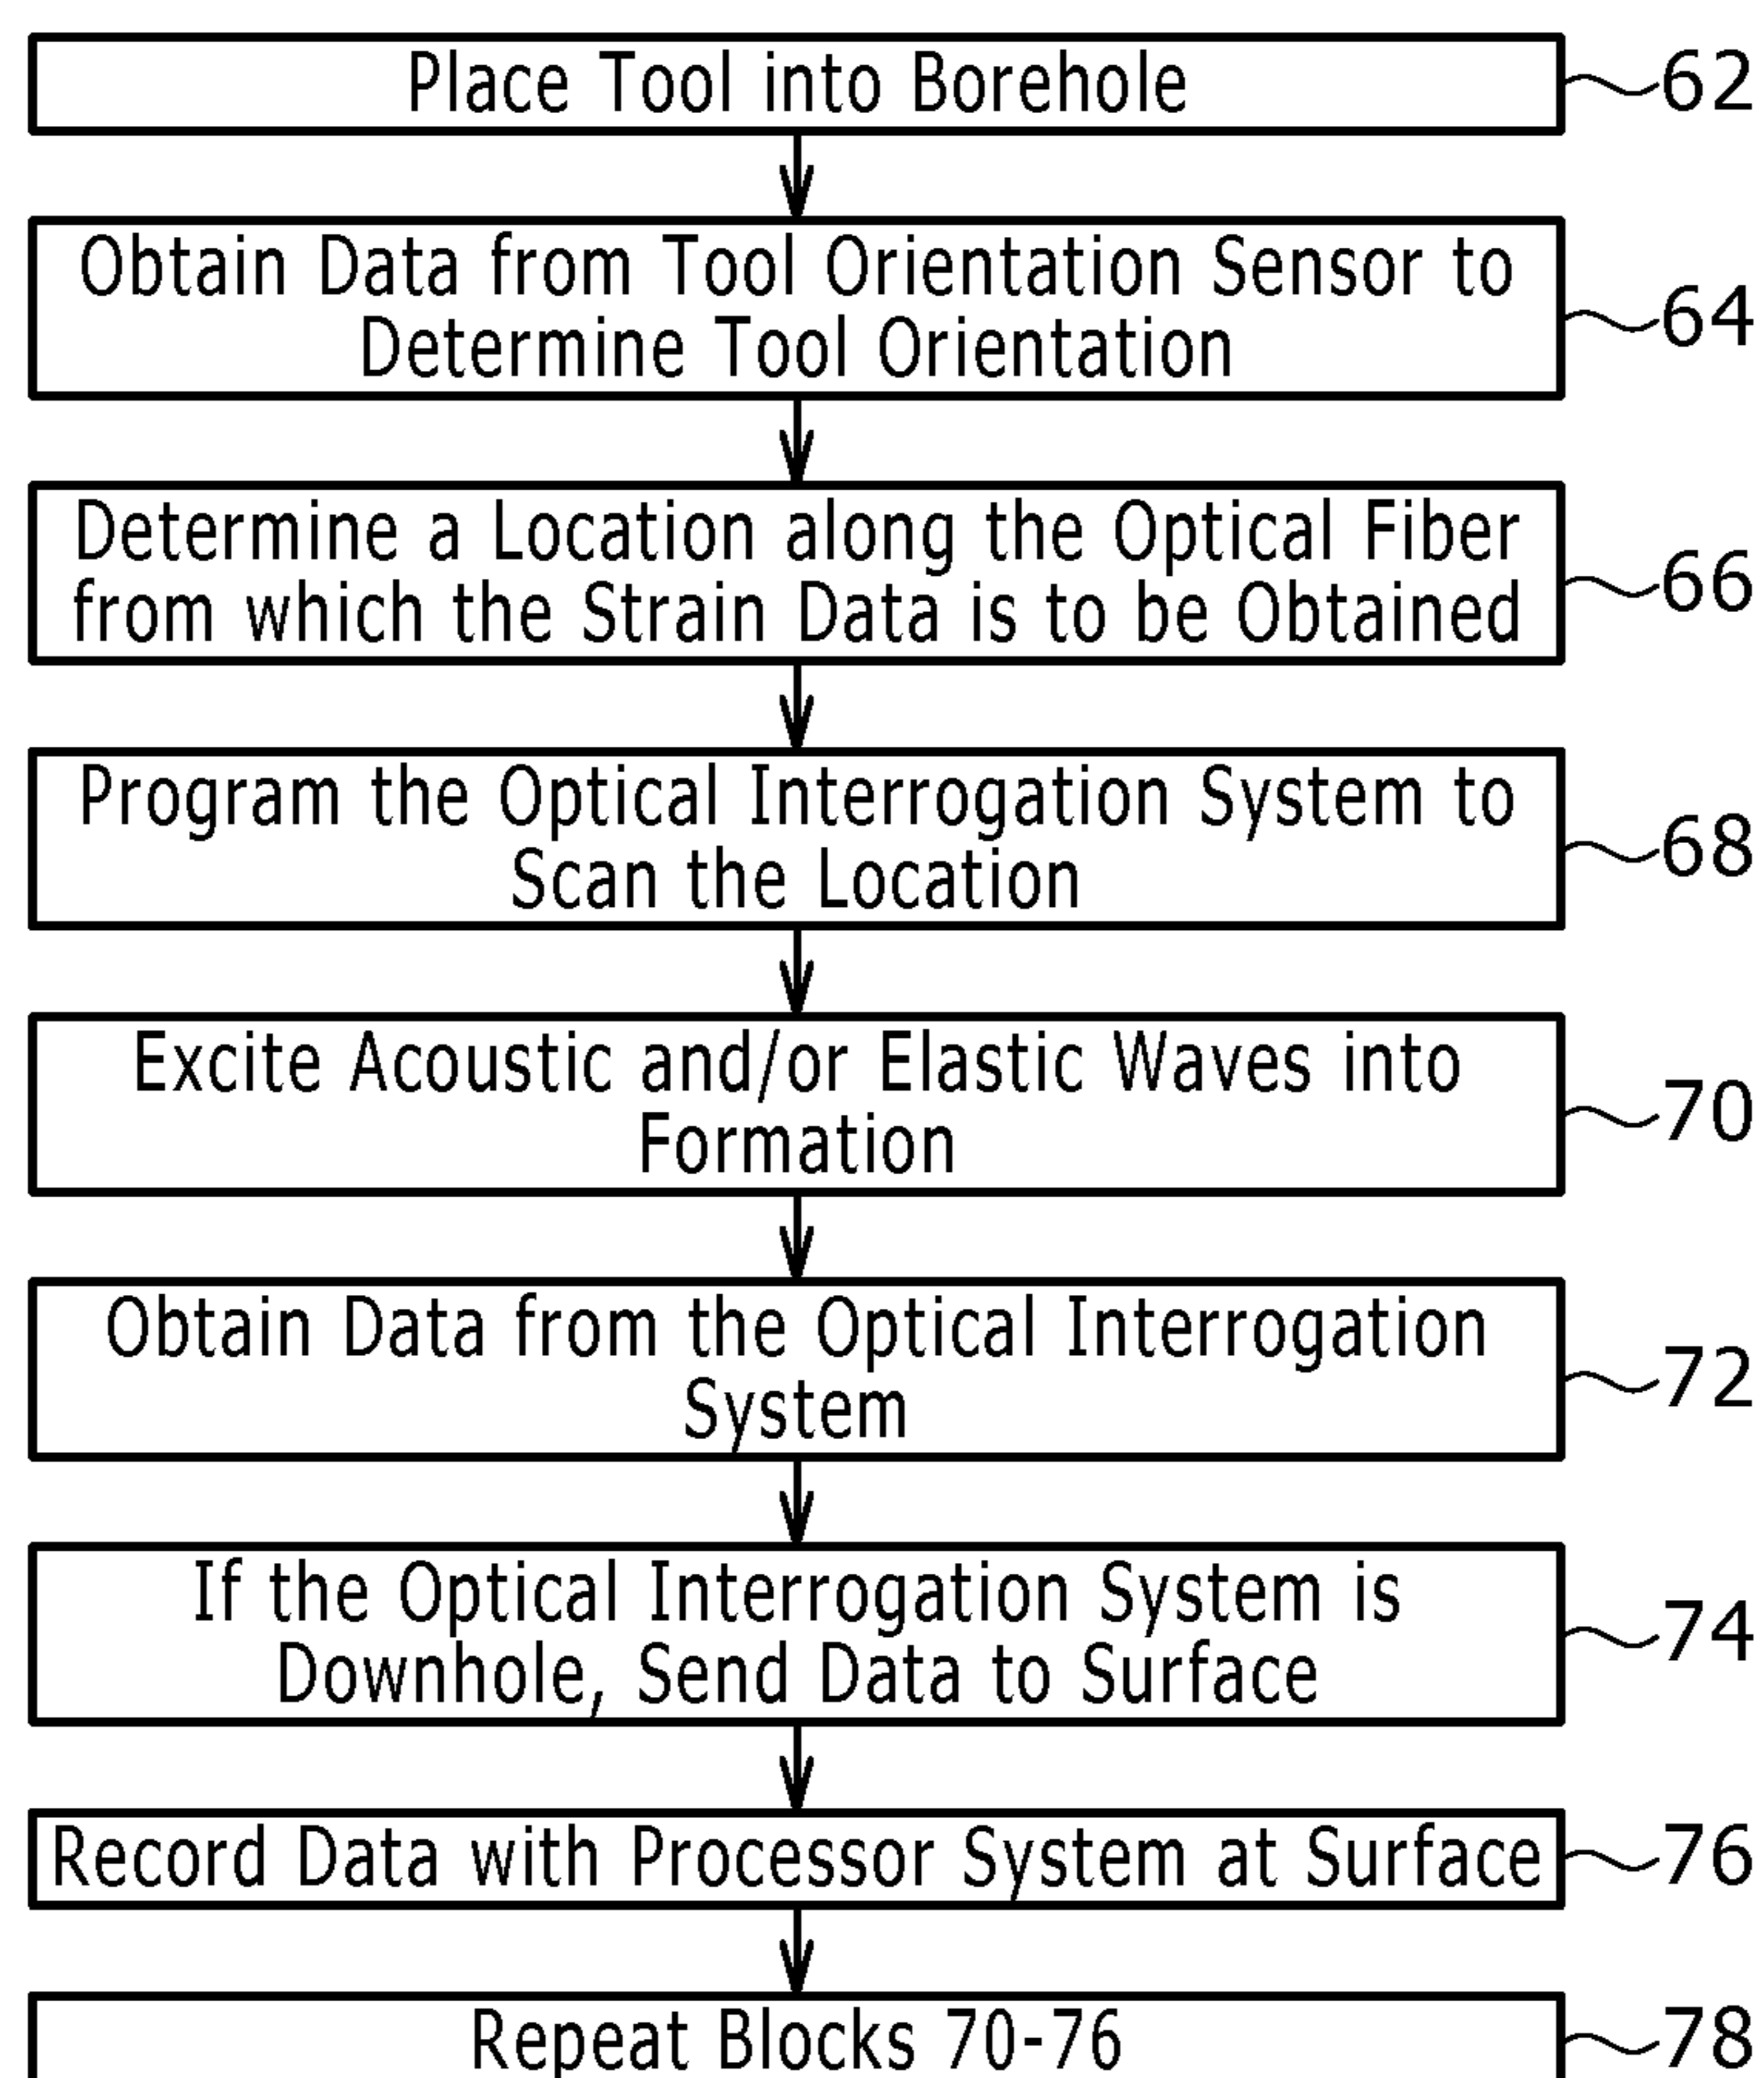 Place Tool into Borehole
62
Obtain Data from Tool Orientation Sensor to
Determine Tool Orientation
64
Determine a Location along the Optical Fiber
from which the Strain Data is to be Obtained
66
Program the Optical Interrogation System to
Scan the Location
68
Excite Acoustic and/or Elastic Waves into
Formation
70
Obtain Data from the Optical Interrogation
System
72
If the Optical Interrogation System is
Downhole, Send Data to Surface
74
Record Data with Processor System at Surface
76
Repeat Blocks 70-76
78